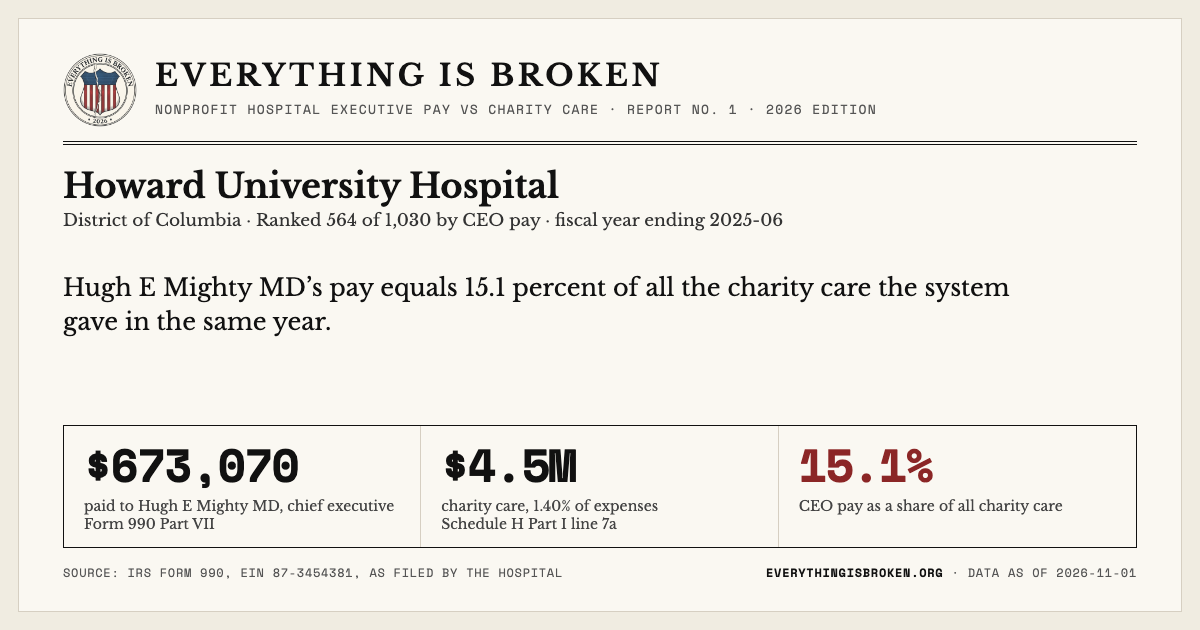 EVERYTHING IS BROKEN
2026
EVERYTHING IS BROKEN
NONPROFIT HOSPITAL EXECUTIVE PAY VS CHARITY CARE · REPORT NO. 1 · 2026 EDITION
Howard University Hospital
District of Columbia · Ranked 564 of 1,030 by CEO pay · fiscal year ending 2025-06
Hugh E Mighty MD’s pay equals 15.1 percent of all the charity care the system
gave in the same year.
$673,070
paid to Hugh E Mighty MD, chief executive
Form 990 Part VII
$4.5M
charity care, 1.40% of expenses
Schedule H Part I line 7a
15.1%
CEO pay as a share of all charity care
SOURCE: IRS FORM 990, EIN 87-3454381, AS FILED BY THE HOSPITAL
EVERYTHINGISBROKEN.ORG · DATA AS OF 2026-11-01